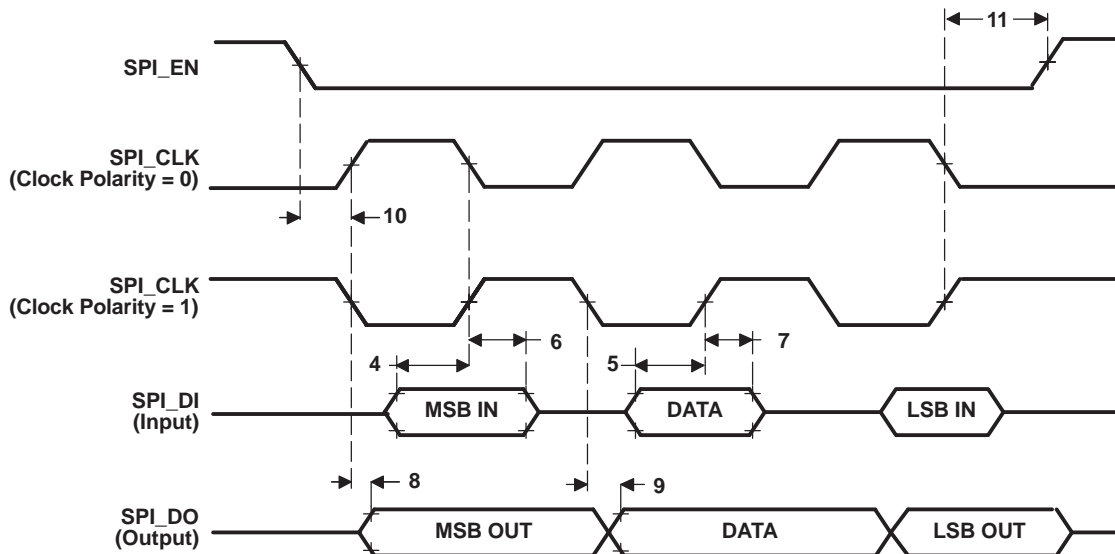 11
SPI_EN
SPI_CLK
(Clock Polarity = 0)
10
SPI_CLK
(Clock Polarity = 1)
4
6
5
7
SPI_DI
(Input)
MSB IN
DATA
LSB IN
8
9
SPI_DO
(Output)
MSB OUT
DATA
LSB OUT